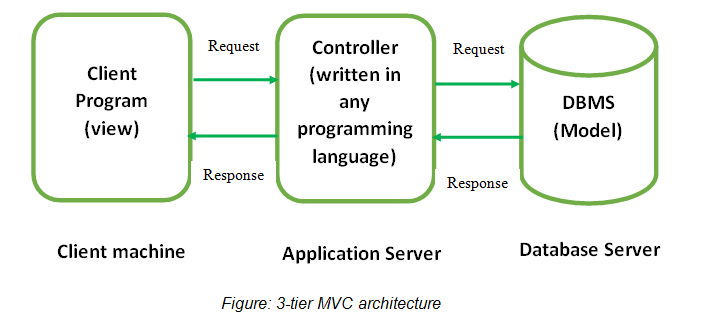 Client
Program
(view)
Request
Response
Controller
(written in
any
programming
language)
Request
Response
DBMS
(Model)
Client machine
Application Server
Database Server
Figure: 3-tier MVC architecture